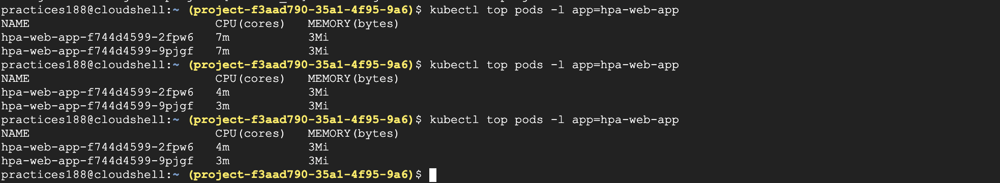 practices188@cloudshell:~ (project-f3aad790-35a1-4f95-9a6)$ kubectl top pods -l app=hpa-web-app
NAME                         CPU(cores)   MEMORY(bytes)
hpa-web-app-f744d4599-2fpw6   7m           3Mi
hpa-web-app-f744d4599-9pjgf   7m           3Mi
practices188@cloudshell:~ (project-f3aad790-35a1-4f95-9a6)$ kubectl top pods -l app=hpa-web-app
NAME                         CPU(cores)   MEMORY(bytes)
hpa-web-app-f744d4599-2fpw6   4m           3Mi
hpa-web-app-f744d4599-9pjgf   3m           3Mi
practices188@cloudshell:~ (project-f3aad790-35a1-4f95-9a6)$ kubectl top pods -l app=hpa-web-app
NAME                         CPU(cores)   MEMORY(bytes)
hpa-web-app-f744d4599-2fpw6   4m           3Mi
hpa-web-app-f744d4599-9pjgf   3m           3Mi
practices188@cloudshell:~ (project-f3aad790-35a1-4f95-9a6)$